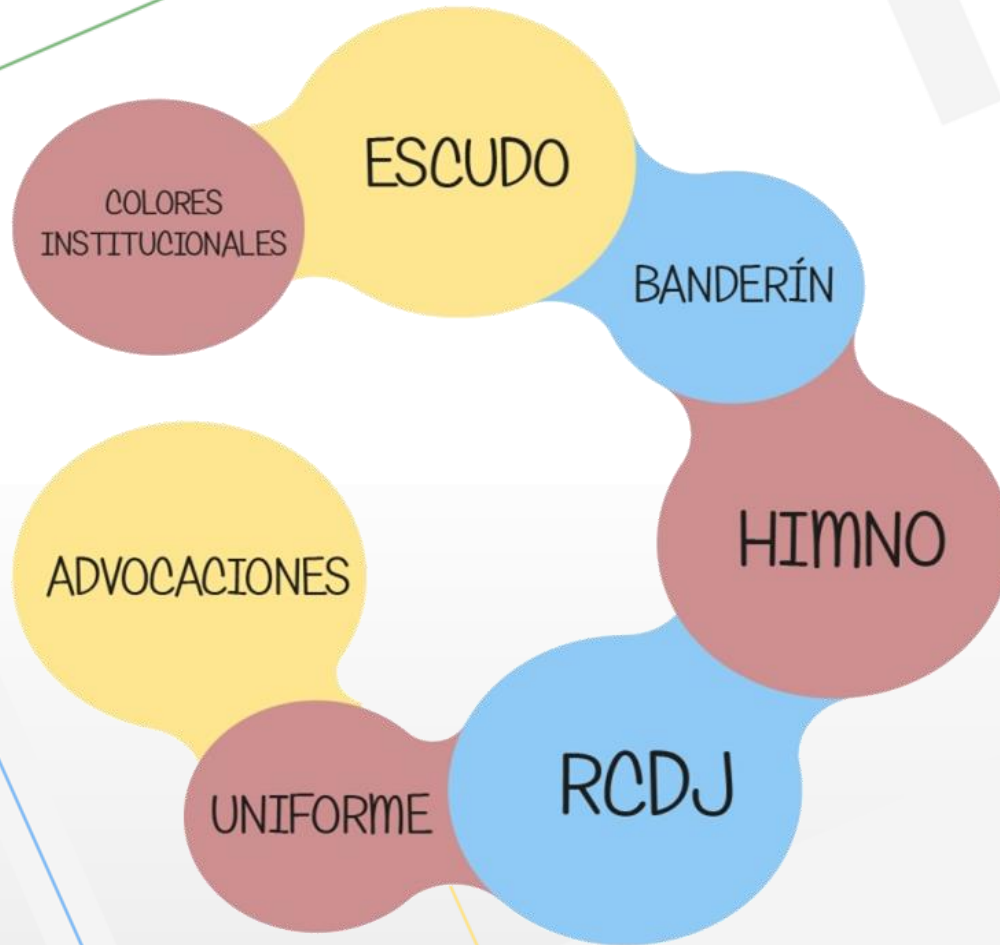 COLORES
INSTITUCIONALES
ESCUDO
BANDERÍN
HIMNO
RCDJ
UNIFORME
ADVOCACIONES